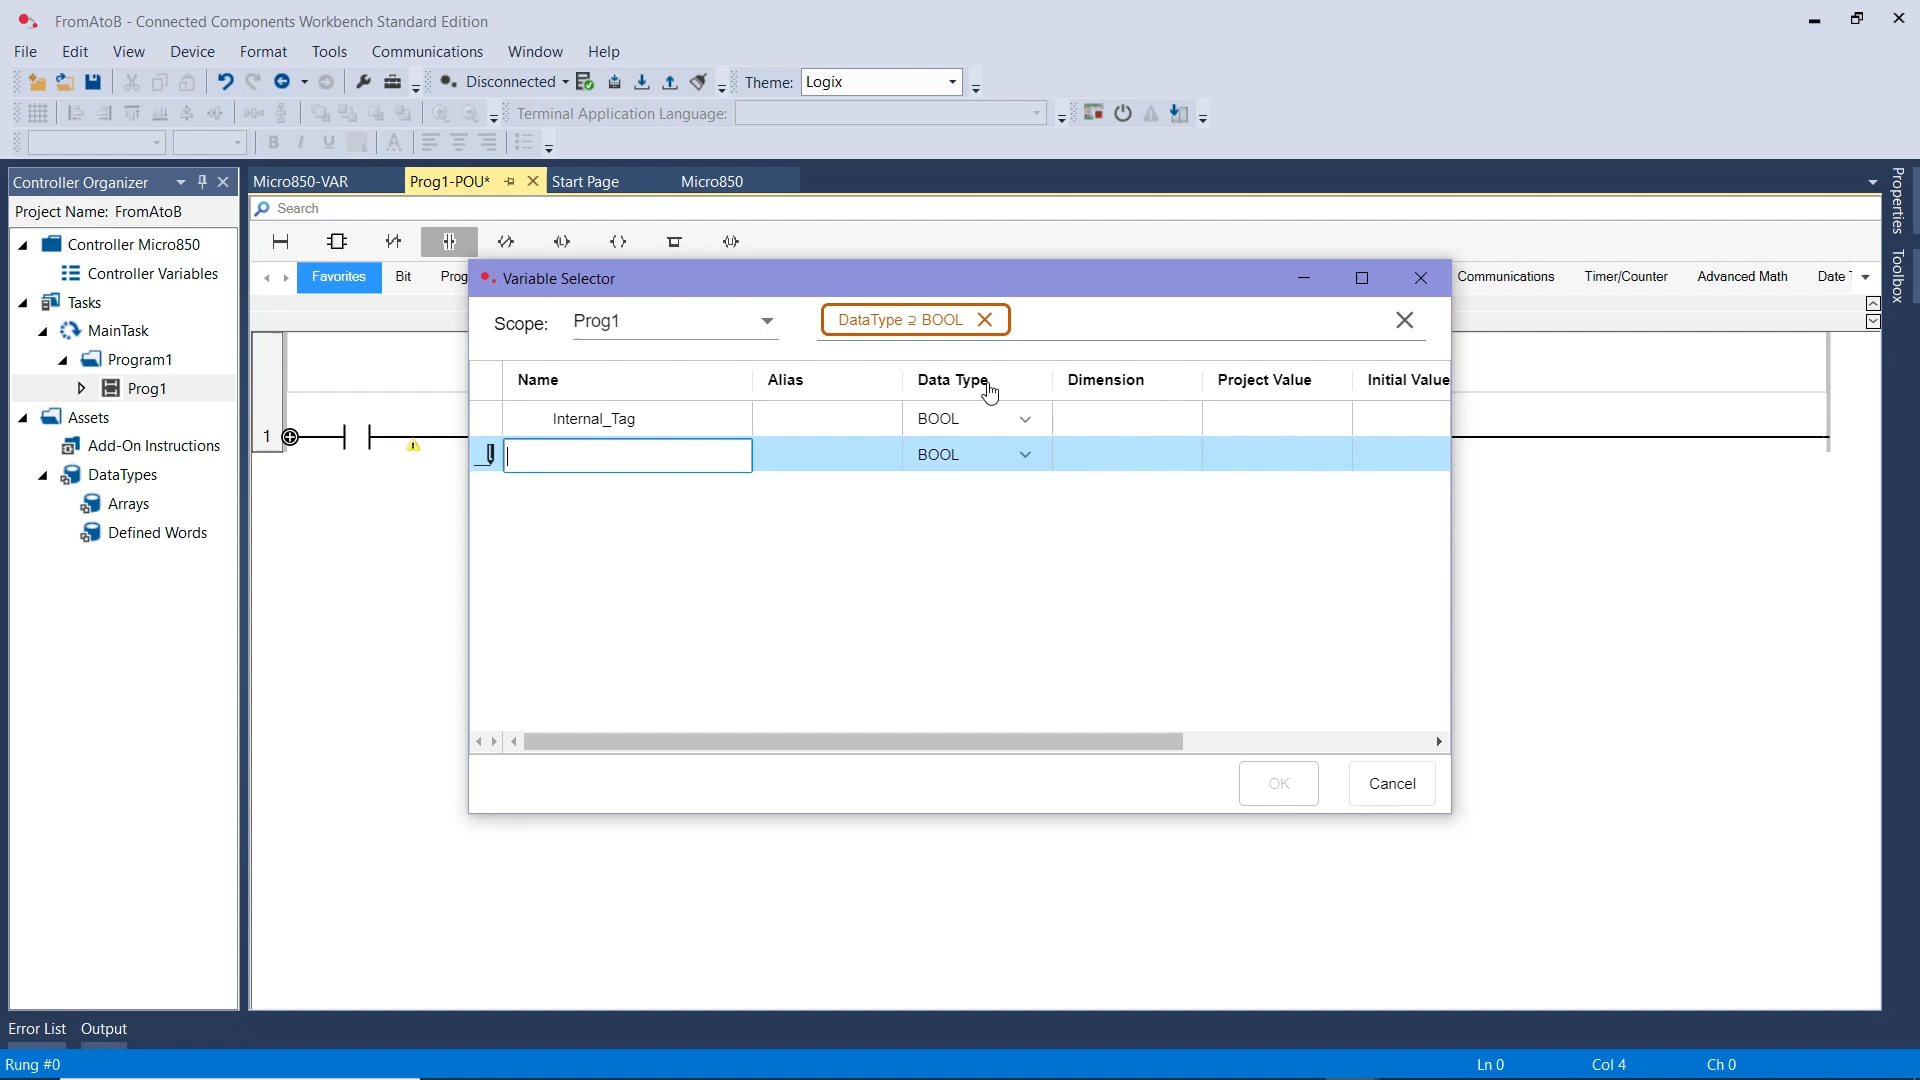 FromAtoB - Connected Components Workbench Standard Edition
File Edit View Device Format Tools Communications Window Help
Disconnected Theme: Logix
Terminal Application Language:
B I U A
Controller Organizer
Micro850-VAR Prog1-POU* Start Page Micro850
Project Name: FromAtoB
Search
Controller Micro850
Controller Variables
Tasks
MainTask
Program1
Prog1
Assets
Add-On Instructions
DataTypes
Arrays
Defined Words
Favorites Bit Prog Communications Timer/Counter Advanced Math Date
1
Variable Selector
Scope: Prog1 DataType ⊇ BOOL
Name Alias Data Type Dimension Project Value Initial Value
Internal_Tag BOOL
BOOL
OK Cancel
Properties
Toolbox
Error List Output
Rung #0 Ln 0 Col 4 Ch 0